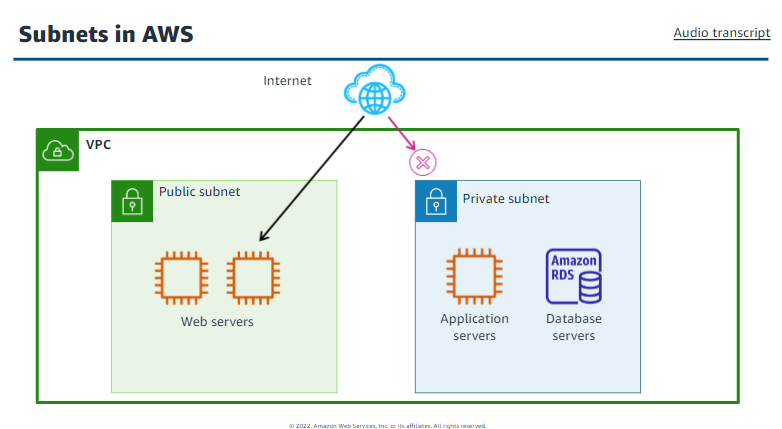 Subnets in AWS
Audio transcript
Internet
VPC
Public subnet
Private subnet
Amazon
RDS
Web servers
Application
servers
Database
servers
© 2022, Amazon Web Services, Inc. or its affiliates. All rights reserved.